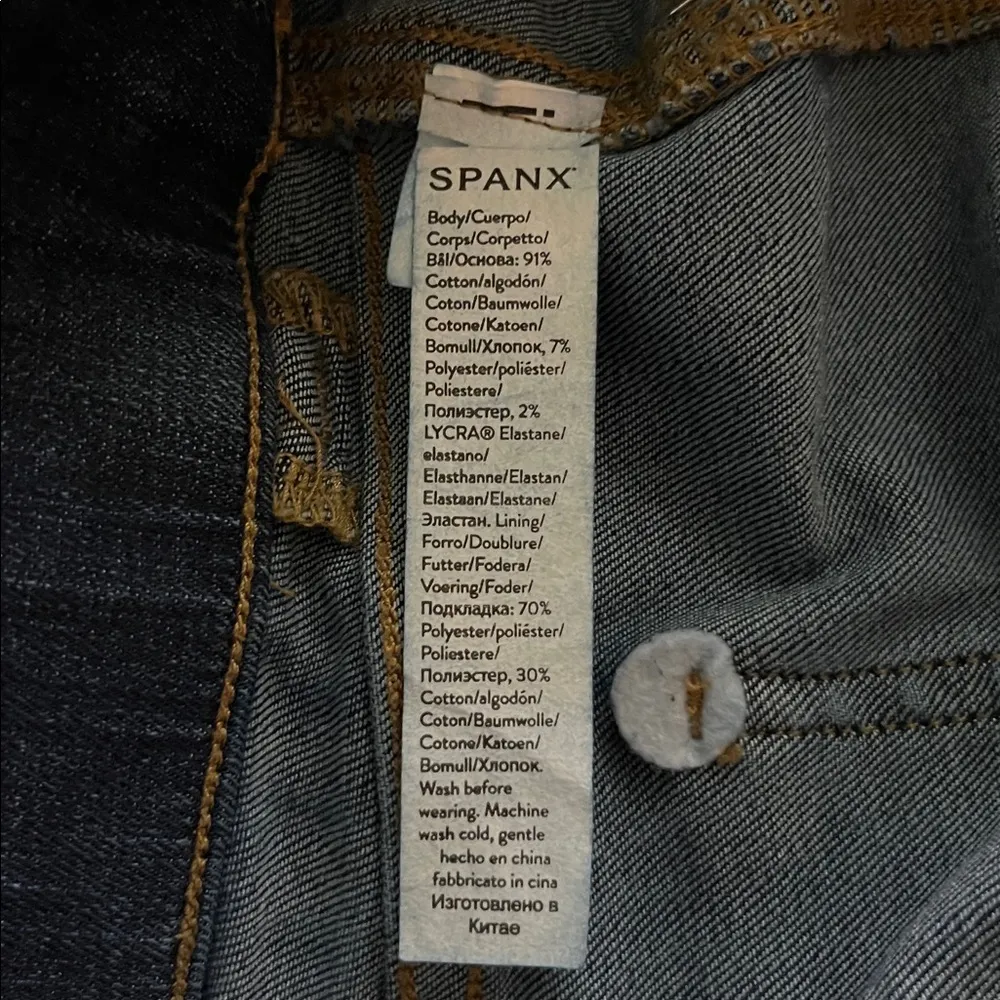 SPANX
Body/Cuerpo/
Corps/Corpetto/
Bål/Основа: 91%
Cotton/algodón/
Coton/Baumwolle/
Cotone/Katoen/
Bomull/Хлопок, 7%
Polyester/poliéster/
Poliestere/
Полиэстер, 2%
LYCRA® Elastane/
elastano/
Elasthanne/Elastan/
Elastaan/Elastane/
Эластан. Lining/
Forro/Doublure/
Futter/Fodera/
Voering/Foder/
Подкладка: 70%
Polyester/poliéster/
Poliestere/
Полиэстер, 30%
Cotton/algodón/
Coton/Baumwolle/
Cotone/Katoen/
Bomull/Хлопок.
Wash before
wearing. Machine
wash cold, gentle
hecho en china
fabbricato in cina
Изготовлено в
Китае